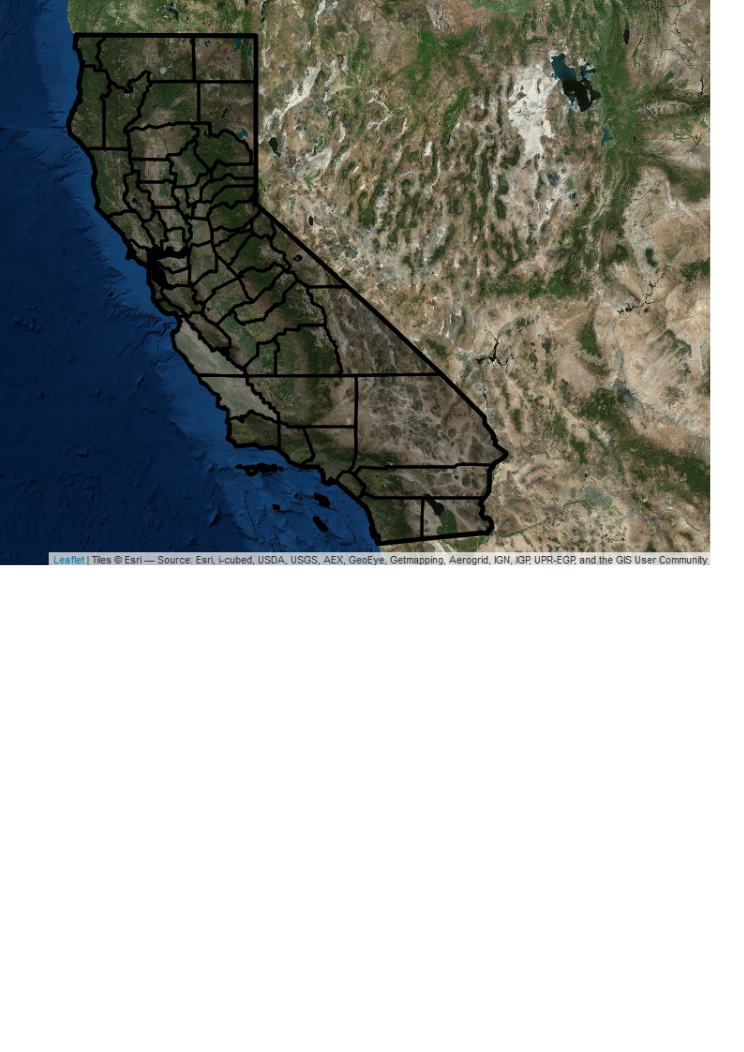 Leaflet | Tiles © Esri — Source: Esri, i-cubed, USDA, USGS, AEX, GeoEye, Getmapping, Aerogrid, IGN, IGP, UPR-EGP, and the GIS User Community